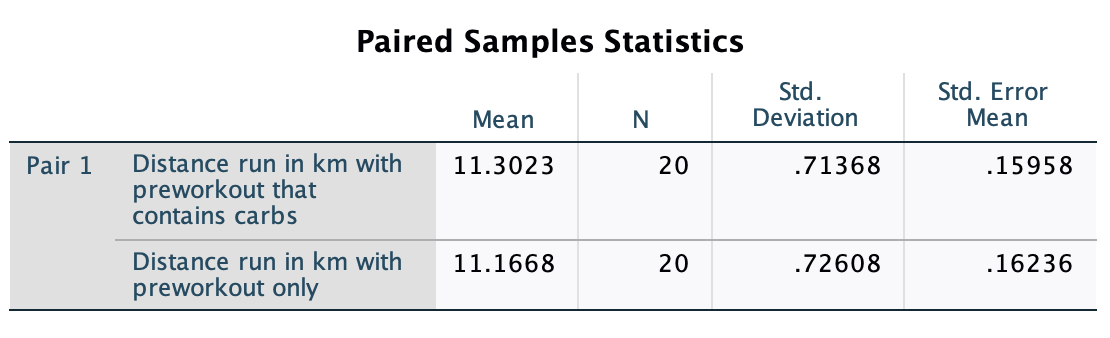 Paired Samples Statistics
Mean N Std. Deviation Std. Error Mean
Pair 1 Distance run in km with preworkout that contains carbs 11.3023 20 .71368 .15958
Distance run in km with preworkout only 11.1668 20 .72608 .16236